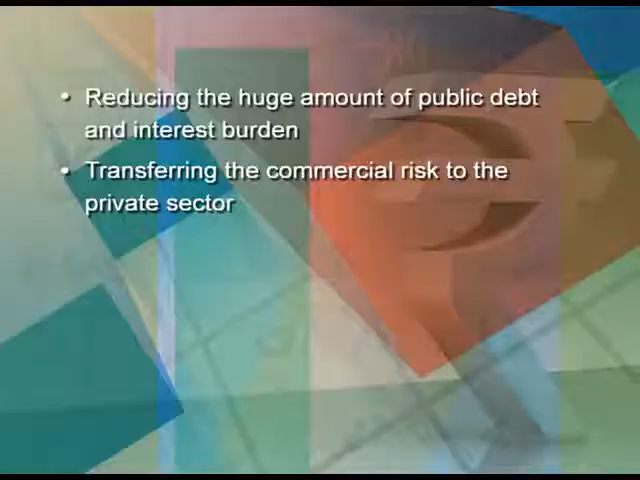 • Reducing the huge amount of public debt
and interest burden
• Transferring the commercial risk to the
private sector